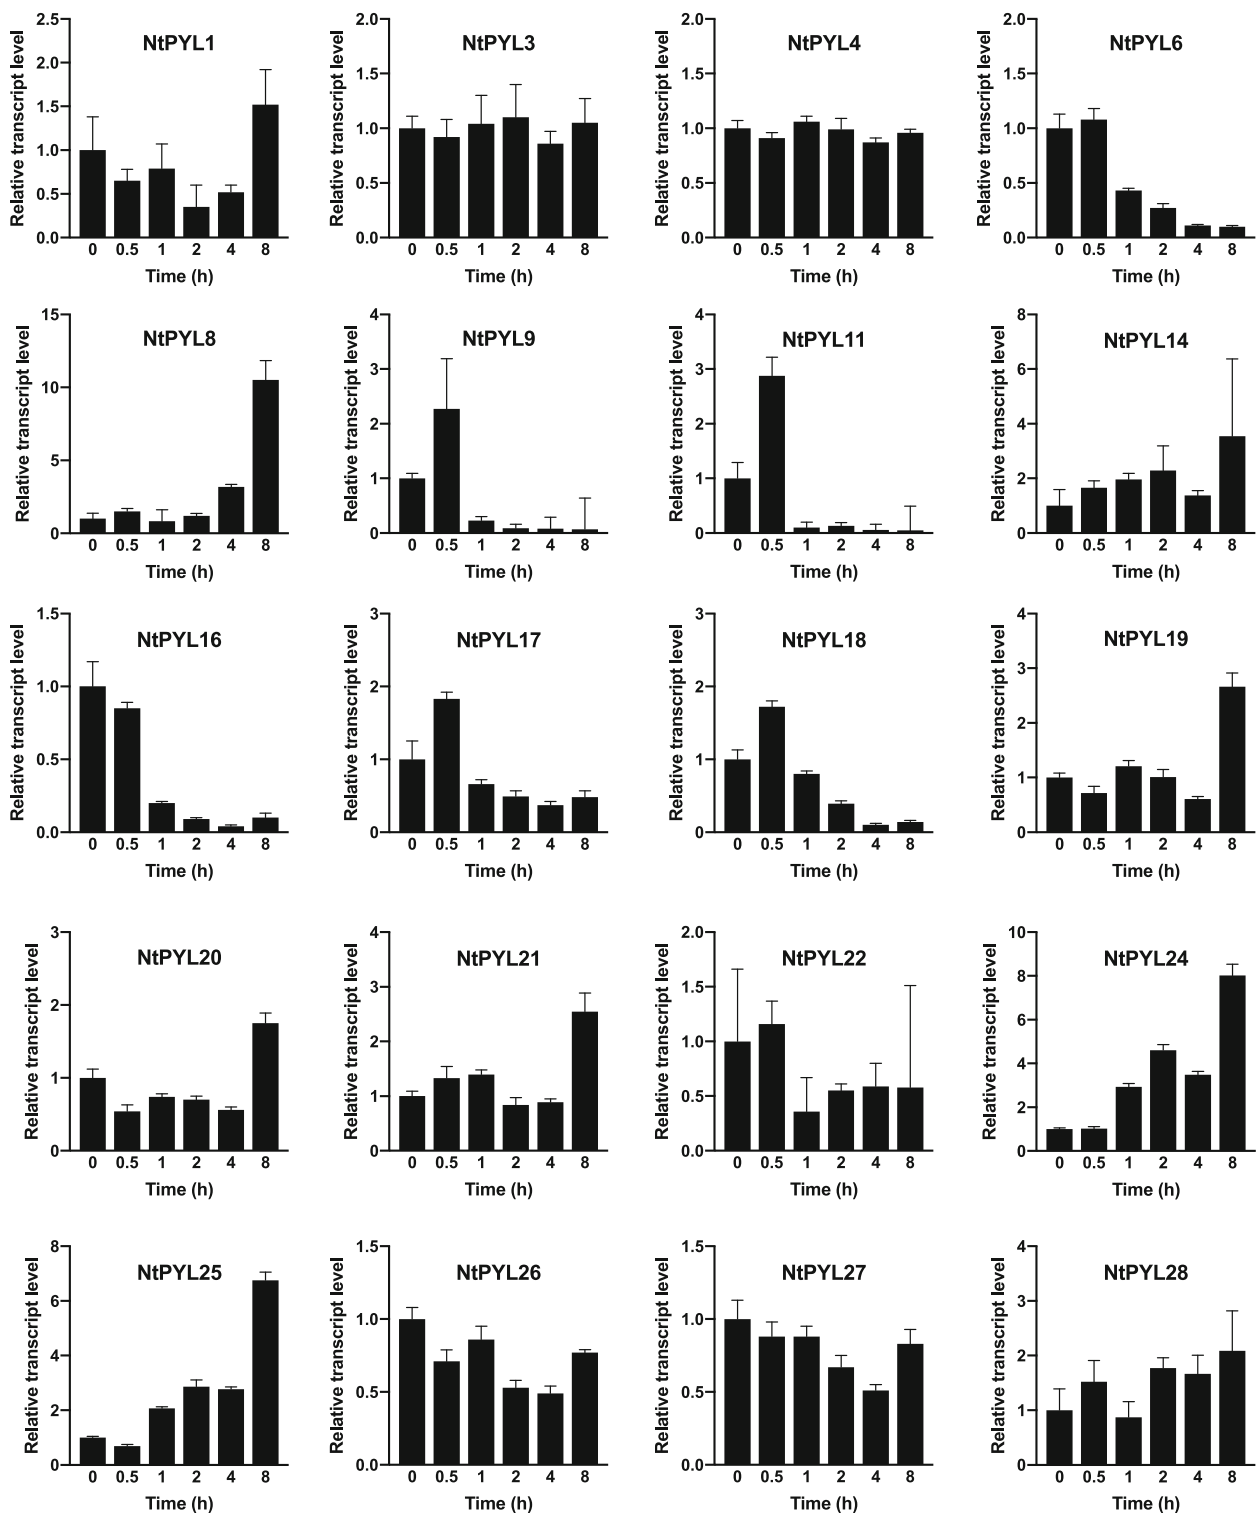 NtPYL1
Relative transcript level
2.5
2.0
1.5
1.0
0.5
0.0
0 0.5 1 2 4 8
Time (h)
NtPYL3
Relative transcript level
2.0
1.5
1.0
0.5
0.0
0 0.5 1 2 4 8
Time (h)
NtPYL4
Relative transcript level
2.0
1.5
1.0
0.5
0.0
0 0.5 1 2 4 8
Time (h)
NtPYL6
Relative transcript level
2.0
1.5
1.0
0.5
0.0
0 0.5 1 2 4 8
Time (h)
NtPYL8
Relative transcript level
15
10
5
0
0 0.5 1 2 4 8
Time (h)
NtPYL9
Relative transcript level
4
3
2
1
0
0 0.5 1 2 4 8
Time (h)
NtPYL11
Relative transcript level
4
3
2
1
0
0 0.5 1 2 4 8
Time (h)
NtPYL14
Relative transcript level
8
6
4
2
0
0 0.5 1 2 4 8
Time (h)
NtPYL16
Relative transcript level
1.5
1.0
0.5
0.0
0 0.5 1 2 4 8
Time (h)
NtPYL17
Relative transcript level
3
2
1
0
0 0.5 1 2 4 8
Time (h)
NtPYL18
Relative transcript level
3
2
1
0
0 0.5 1 2 4 8
Time (h)
NtPYL19
Relative transcript level
4
3
2
1
0
0 0.5 1 2 4 8
Time (h)
NtPYL20
Relative transcript level
3
2
1
0
0 0.5 1 2 4 8
Time (h)
NtPYL21
Relative transcript level
4
3
2
1
0
0 0.5 1 2 4 8
Time (h)
NtPYL22
Relative transcript level
2.0
1.5
1.0
0.5
0.0
0 0.5 1 2 4 8
Time (h)
NtPYL24
Relative transcript level
10
8
6
4
2
0
0 0.5 1 2 4 8
Time (h)
NtPYL25
Relative transcript level
8
6
4
2
0
0 0.5 1 2 4 8
Time (h)
NtPYL26
Relative transcript level
1.5
1.0
0.5
0.0
0 0.5 1 2 4 8
Time (h)
NtPYL27
Relative transcript level
1.5
1.0
0.5
0.0
0 0.5 1 2 4 8
Time (h)
NtPYL28
Relative transcript level
4
3
2
1
0
0 0.5 1 2 4 8
Time (h)